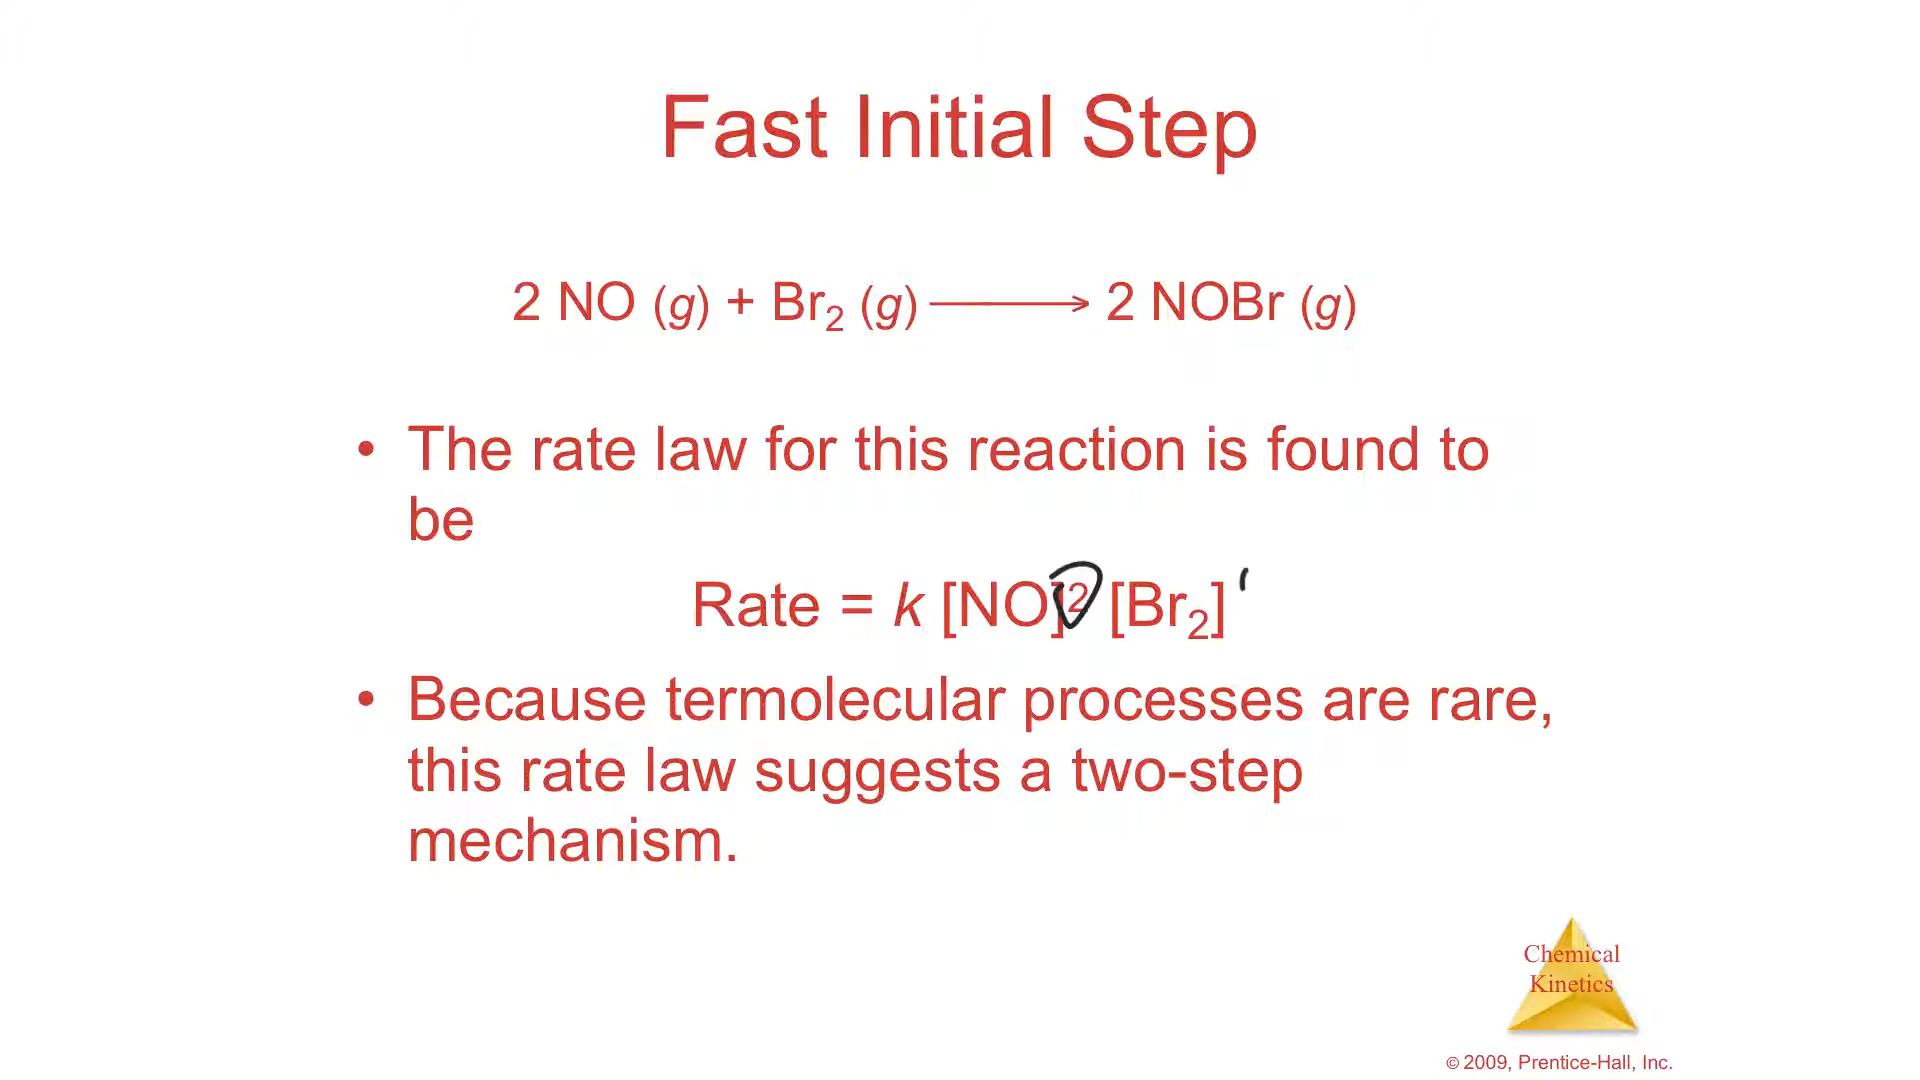 Fast Initial Step
2 NO (g) + Br₂ (g) ⟶ 2 NOBr (g)
• The rate law for this reaction is found to
be
Rate = k [NO]² [Br₂]'
• Because termolecular processes are rare,
this rate law suggests a two-step
mechanism.
Chemical
Kinetics
© 2009, Prentice-Hall, Inc.